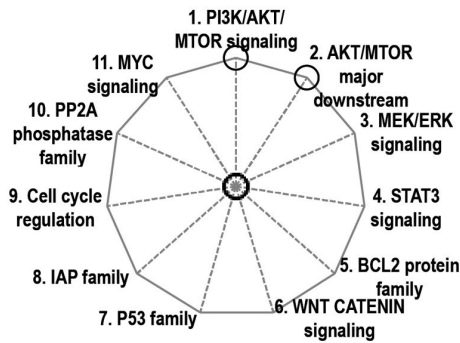 1. PI3K/AKT/
MTOR signaling
2. AKT/MTOR
major
downstream
3. MEK/ERK
signaling
4. STAT3
signaling
5. BCL2 protein
family
6. WNT CATENIN
signaling
7. P53 family
8. IAP family
9. Cell cycle
regulation
10. PP2A
phosphatase
family
11. MYC
signaling